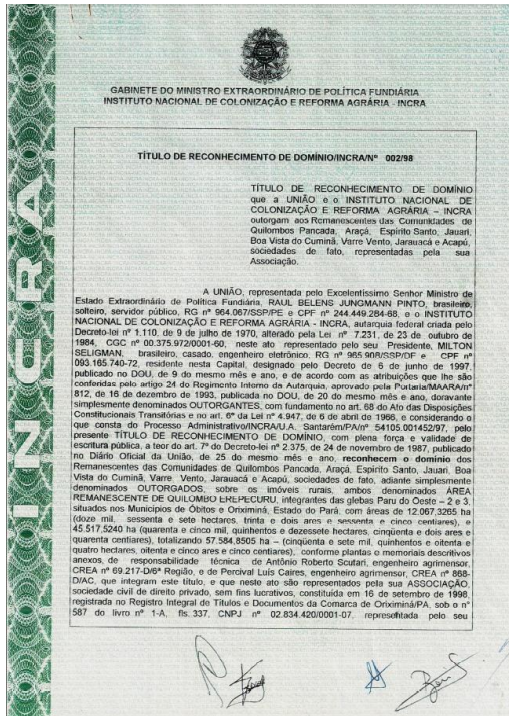 GABINETE DO MINISTRO EXTRAORDINÁRIO DE POLÍTICA FUNDIÁRIA
INSTITUTO NACIONAL DE COLONIZAÇÃO E REFORMA AGRÁRIA - INCRA
INCRA
TÍTULO DE RECONHECIMENTO DE DOMÍNIO/INCRA/Nº 002/98
TÍTULO DE RECONHECIMENTO DE DOMÍNIO
que a UNIÃO e o INSTITUTO NACIONAL DE
COLONIZAÇÃO E REFORMA AGRÁRIA – INCRA
outorgam aos Remanescentes das Comunidades de
Quilombos Pancada, Araçá, Espírito Santo, Jauari,
Boa Vista do Cuminã, Varre Vento, Jarauacá e Acapú,
sociedades de fato, representadas pela sua
Associação.
A UNIÃO, representada pelo Excelentíssimo Senhor Ministro de
Estado Extraordinário de Política Fundiária, RAUL BELENS JUNGMANN PINTO, brasileiro,
solteiro, servidor público, RG nº 964.067/SSP/PE e CPF nº 244.449.284-68, e o INSTITUTO
NACIONAL DE COLONIZAÇÃO E REFORMA AGRÁRIA - INCRA, autarquia federal criada pelo
Decreto-lei nº 1.110, de 9 de julho de 1970, alterado pela Lei nº 7.231, de 23 de outubro de
1984, CGC nº 00.375.972/0001-60, neste ato representado pelo seu Presidente, MILTON
SELIGMAN, brasileiro, casado, engenheiro eletrônico, RG nº 965.908/SSP/DF e CPF nº
093.165.740-72, residente nesta Capital, designado pelo Decreto de 6 de junho de 1997,
publicado no DOU, de 9 do mesmo mês e ano, e de acordo com as atribuições que lhe são
conferidas pelo artigo 24 do Regimento Interno da Autarquia, aprovado pela Portaria/MAARA/nº
812, de 16 de dezembro de 1993, publicada no DOU, de 20 do mesmo mês e ano, doravante
simplesmente denominados OUTORGANTES, com fundamento no artigo 68 do Ato das Disposições
Constitucionais Transitórias e no art. 6º da Lei nº 4.947, de 6 de abril de 1966, e considerando o
que consta do Processo Administrativo/INCRA/U.A. Santarém/PA/nº 54105.001452/97, pelo
presente TÍTULO DE RECONHECIMENTO DE DOMÍNIO, com plena força e validade de
escritura pública, a teor do art. 7º do Decreto-lei nº 2.375, de 24 de novembro de 1987, publicado
no Diário Oficial da União, de 25 do mesmo mês e ano, reconhecem o domínio dos
Remanescentes das Comunidades de Quilombos Pancada, Araçá, Espírito Santo, Jauari, Boa
Vista do Cuminã, Varre Vento, Jarauacá e Acapú, sociedades de fato, adiante simplesmente
denominados OUTORGADOS, sobre os imóveis rurais, ambos denominados ÁREA
REMANESCENTE DE QUILOMBO EREPECURU, integrantes das glebas Paru do Oeste – 2 e 3,
situados nos Municípios de Óbitos e Oriximiná, Estado do Pará, com áreas de 12.067,3265 ha
(doze mil, sessenta e sete hectares, trinta e dois ares e sessenta e cinco centiares), e
45.517,5240 ha (quarenta e cinco mil, quinhentos e dezessete hectares, cinqüenta e dois ares e
quarenta centiares), totalizando 57.584,8505 ha – (cinqüenta e sete mil, quinhentos e oitenta e
quatro hectares, oitenta e cinco ares e cinco centiares), conforme plantas e memoriais descritivos
anexos, de responsabilidade técnica de Antônio Roberto Scutari, engenheiro agrimensor,
CREA nº 69.217-D/6ª Região, e de Percival Luís Caires, engenheiro agrimensor, CREA nº 868-
D/AC, que integram este título, e que neste ato são representados pela sua ASSOCIAÇÃO,
sociedade civil de direito privado, sem fins lucrativos, constituída em 16 de setembro de 1998,
registrada no Registro Integral de Títulos e Documentos da Comarca de Oriximiná/PA, sob o nº
587 do livro nº 1-A, fls. 337, CNPJ nº 02.834.420/0001-07, representada pelo seu